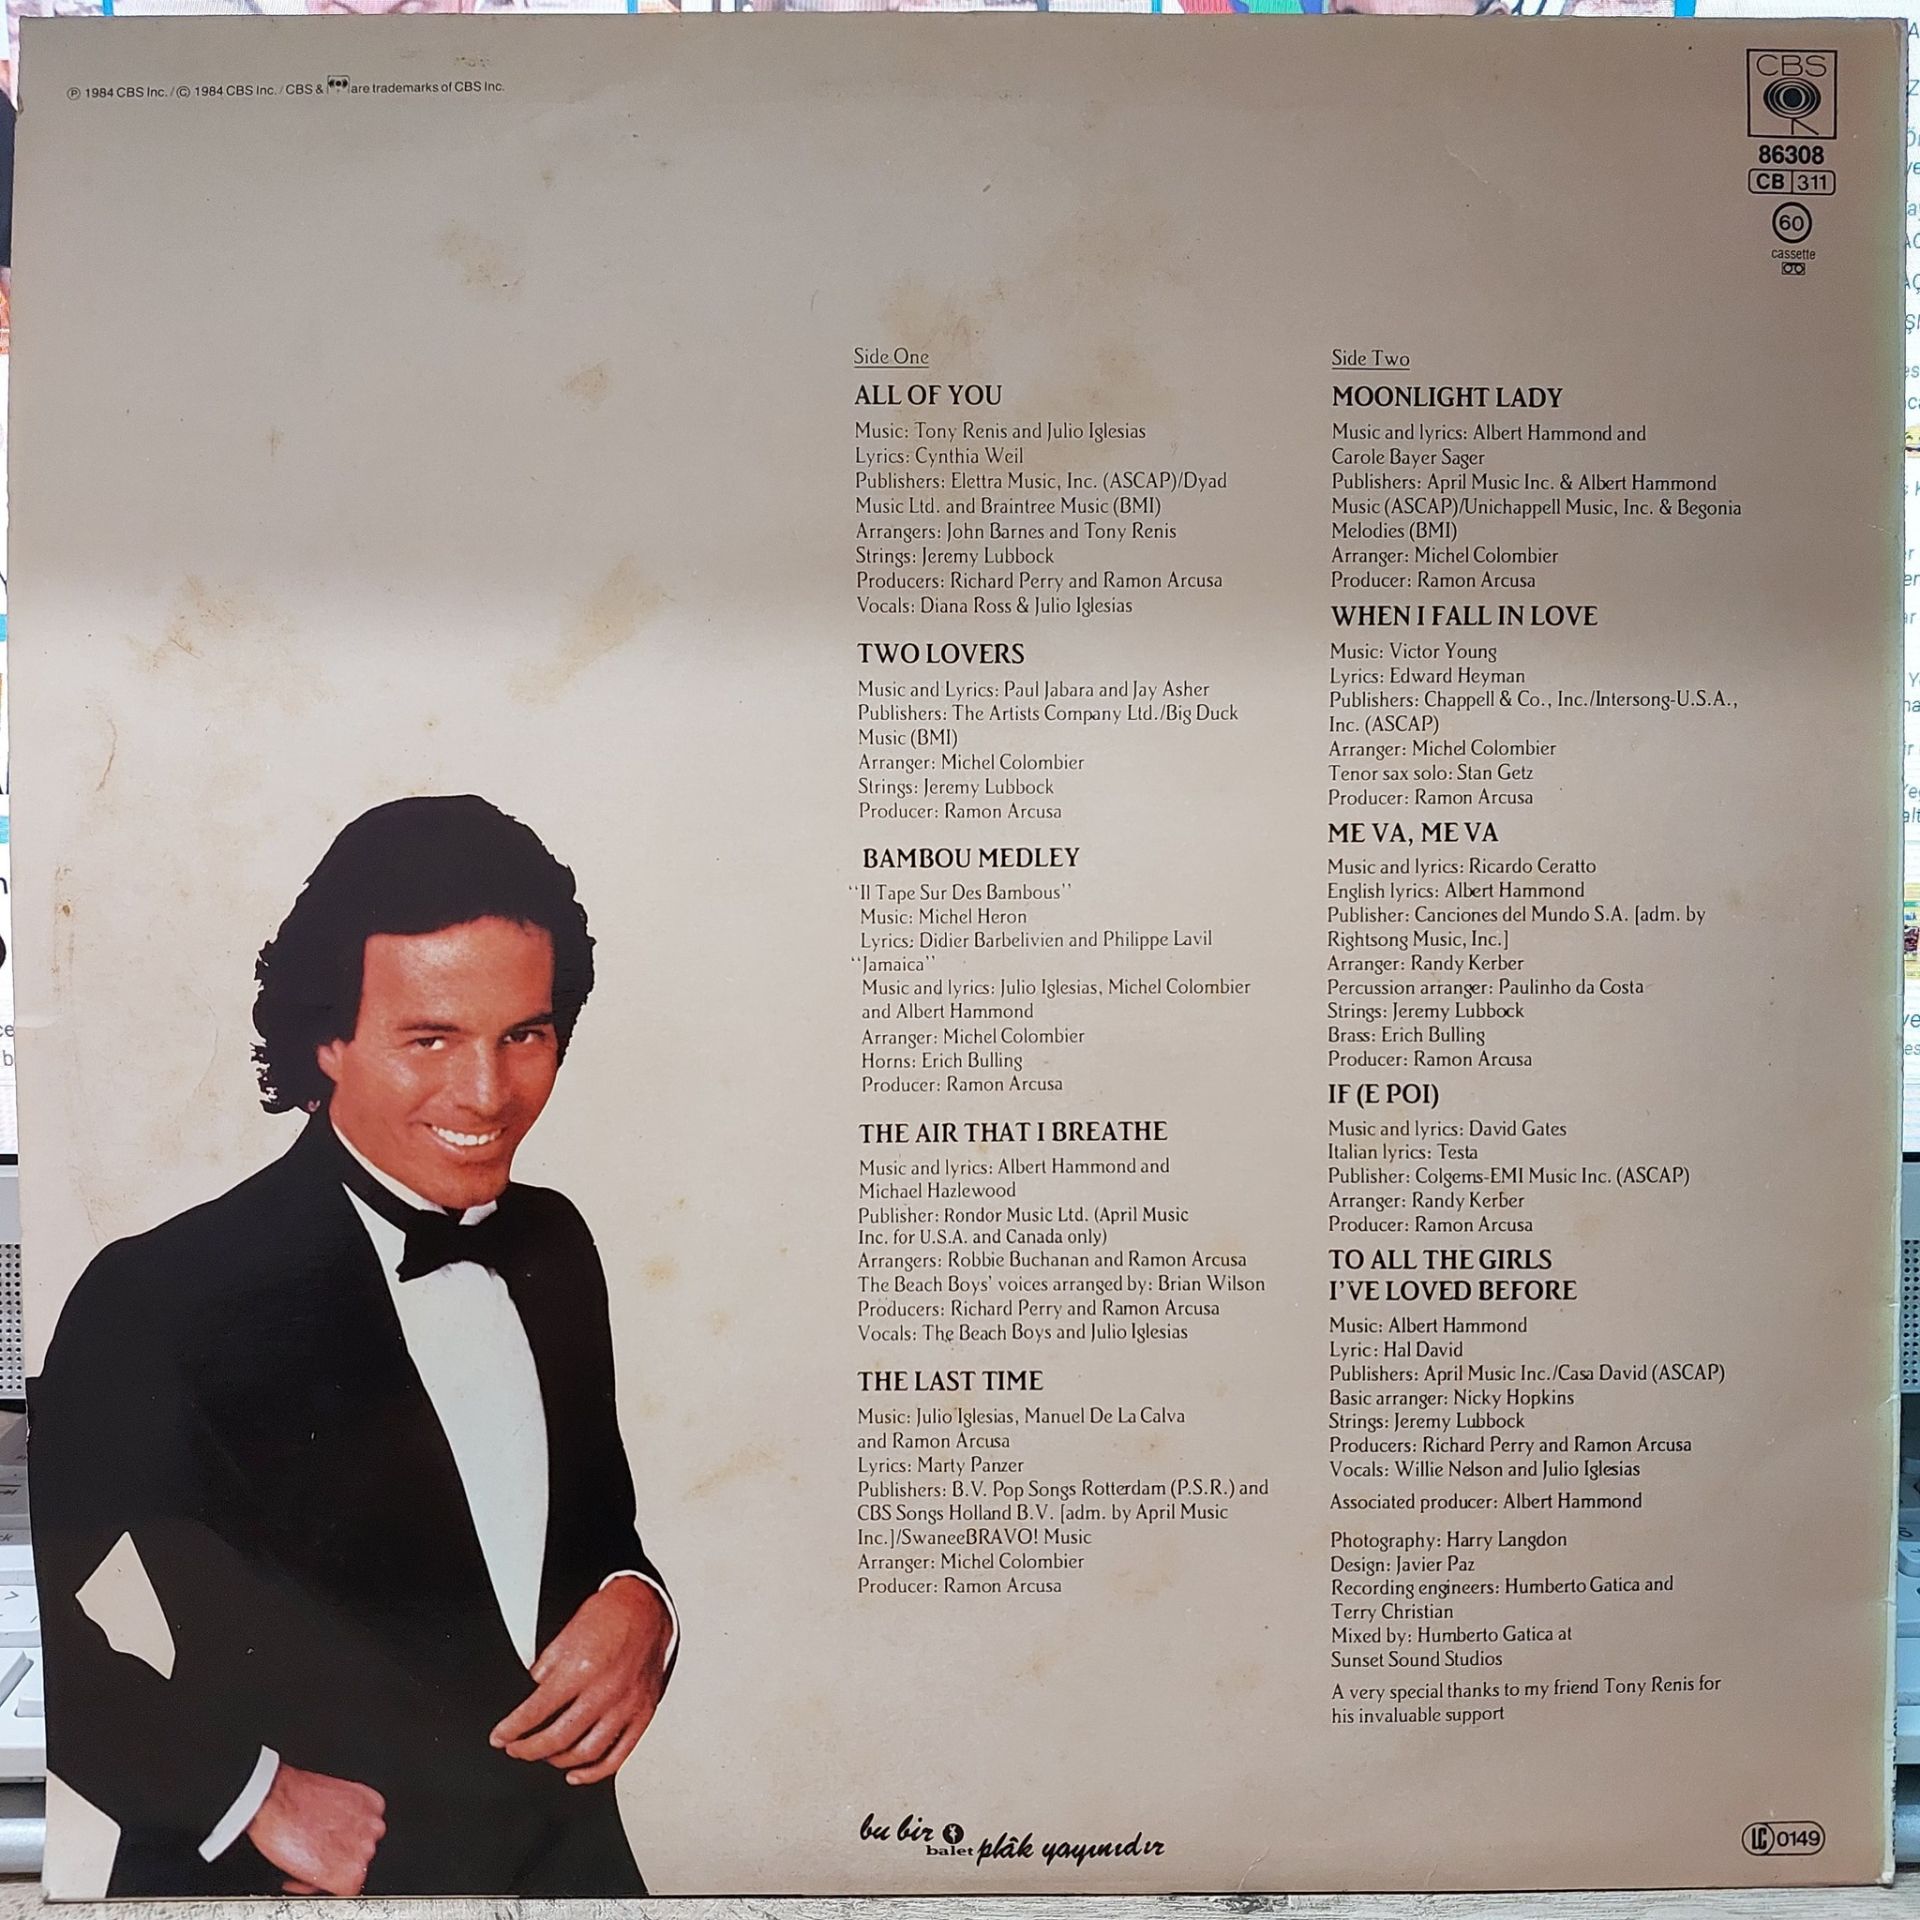 ℗ 1984 CBS Inc. / © 1984 CBS Inc. / CBS & are trademarks of CBS Inc.
CBS
86308
CB 311
60
cassette
Side One
ALL OF YOU
Music: Tony Renis and Julio Iglesias
Lyrics: Cynthia Weil
Publishers: Elettra Music, Inc. (ASCAP)/Dyad
Music Ltd. and Braintree Music (BMI)
Arrangers: John Barnes and Tony Renis
Strings: Jeremy Lubbock
Producers: Richard Perry and Ramon Arcusa
Vocals: Diana Ross & Julio Iglesias
TWO LOVERS
Music and Lyrics: Paul Jabara and Jay Asher
Publishers: The Artists Company Ltd./Big Duck
Music (BMI)
Arranger: Michel Colombier
Strings: Jeremy Lubbock
Producer: Ramon Arcusa
BAMBOU MEDLEY
"Il Tape Sur Des Bambous"
Music: Michel Heron
Lyrics: Didier Barbelivien and Philippe Lavil
"Jamaica"
Music and lyrics: Julio Iglesias, Michel Colombier
and Albert Hammond
Arranger: Michel Colombier
Horns: Erich Bulling
Producer: Ramon Arcusa
THE AIR THAT I BREATHE
Music and lyrics: Albert Hammond and
Michael Hazlewood
Publisher: Rondor Music Ltd. (April Music
Inc. for U.S.A. and Canada only)
Arrangers: Robbie Buchanan and Ramon Arcusa
The Beach Boys' voices arranged by: Brian Wilson
Producers: Richard Perry and Ramon Arcusa
Vocals: The Beach Boys and Julio Iglesias
THE LAST TIME
Music: Julio Iglesias, Manuel De La Calva
and Ramon Arcusa
Lyrics: Marty Panzer
Publishers: B.V. Pop Songs Rotterdam (P.S.R.) and
CBS Songs Holland B.V. [adm. by April Music
Inc.]/SwaneeBRAVO! Music
Arranger: Michel Colombier
Producer: Ramon Arcusa
Side Two
MOONLIGHT LADY
Music and lyrics: Albert Hammond and
Carole Bayer Sager
Publishers: April Music Inc. & Albert Hammond
Music (ASCAP)/Unichappell Music, Inc. & Begonia
Melodies (BMI)
Arranger: Michel Colombier
Producer: Ramon Arcusa
WHEN I FALL IN LOVE
Music: Victor Young
Lyrics: Edward Heyman
Publishers: Chappell & Co., Inc./Intersong-U.S.A.,
Inc. (ASCAP)
Arranger: Michel Colombier
Tenor sax solo: Stan Getz
Producer: Ramon Arcusa
ME VA, ME VA
Music and lyrics: Ricardo Ceratto
English lyrics: Albert Hammond
Publisher: Canciones del Mundo S.A. [adm. by
Rightsong Music, Inc.]
Arranger: Randy Kerber
Percussion arranger: Paulinho da Costa
Strings: Jeremy Lubbock
Brass: Erich Bulling
Producer: Ramon Arcusa
IF (E POI)
Music and lyrics: David Gates
Italian lyrics: Testa
Publisher: Colgems-EMI Music Inc. (ASCAP)
Arranger: Randy Kerber
Producer: Ramon Arcusa
TO ALL THE GIRLS
I'VE LOVED BEFORE
Music: Albert Hammond
Lyric: Hal David
Publishers: April Music Inc./Casa David (ASCAP)
Basic arranger: Nicky Hopkins
Strings: Jeremy Lubbock
Producers: Richard Perry and Ramon Arcusa
Vocals: Willie Nelson and Julio Iglesias
Associated producer: Albert Hammond
Photography: Harry Langdon
Design: Javier Paz
Recording engineers: Humberto Gatica and
Terry Christian
Mixed by: Humberto Gatica at
Sunset Sound Studios
A very special thanks to my friend Tony Renis for
his invaluable support
bu bir balet plâk yayınıdır
LC 0149